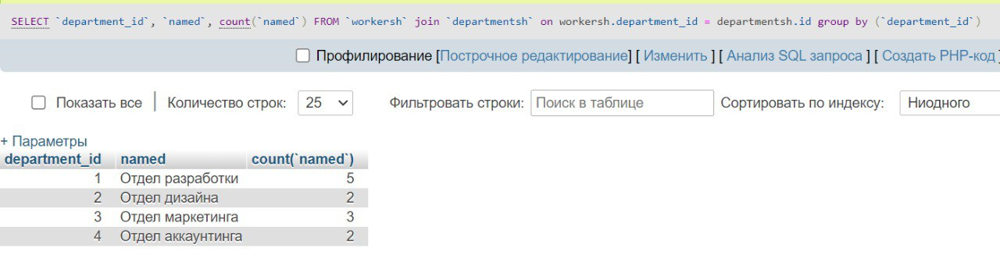 SELECT `department_id`, `named`, count(`named`) FROM `workersh` join `departmentsh` on workersh.department_id = departmentsh.id group by (`department_id`)
Профилирование [Построчное редактирование] [ Изменить ] [ Анализ SQL запроса ] [ Создать PHP-код ]
Показать все | Количество строк: 25 Фильтровать строки: Поиск в таблице Сортировать по индексу: Ниодного
+ Параметры
department_id named count(`named`)
1 Отдел разработки 5
2 Отдел дизайна 2
3 Отдел маркетинга 3
4 Отдел аккаунтинга 2